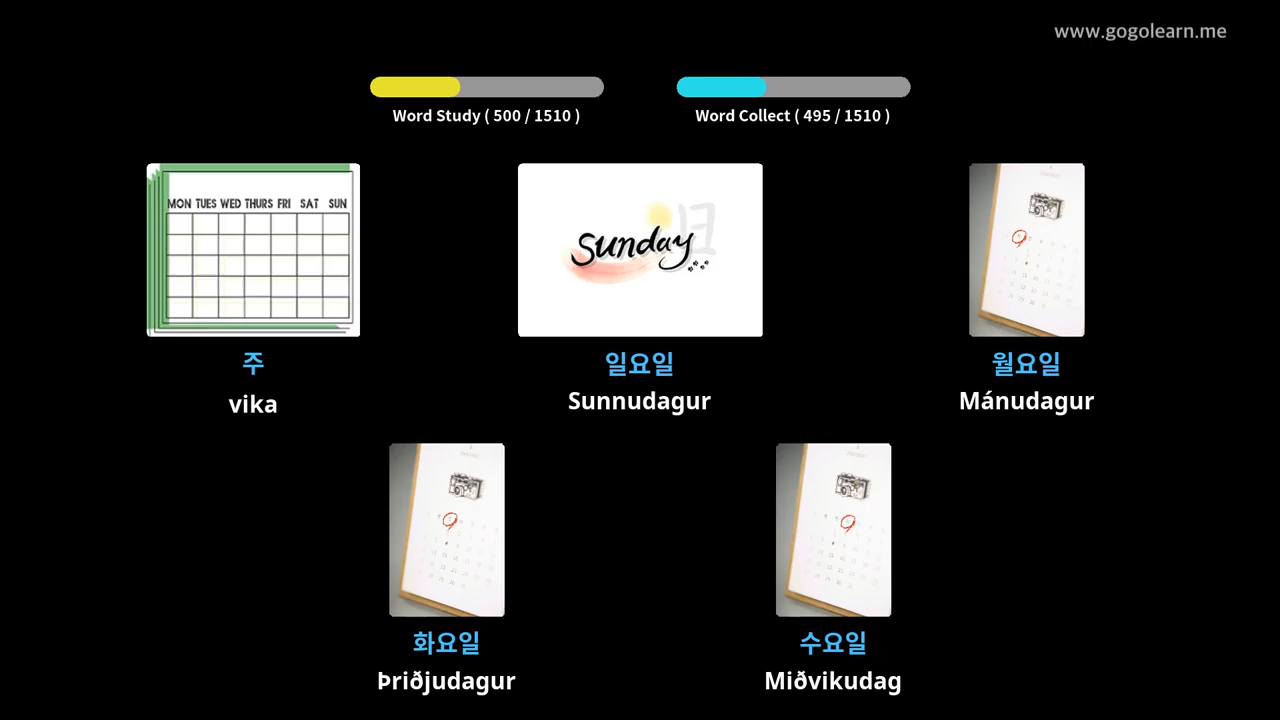 www.gogolearn.me
Word Study ( 500 / 1510 )
Word Collect ( 495 / 1510 )
MON TUES WED THURS FRI SAT SUN
Sunday
주
vika
일요일
Sunnudagur
월요일
Mánudagur
화요일
Þriðjudagur
수요일
Miðvikudag